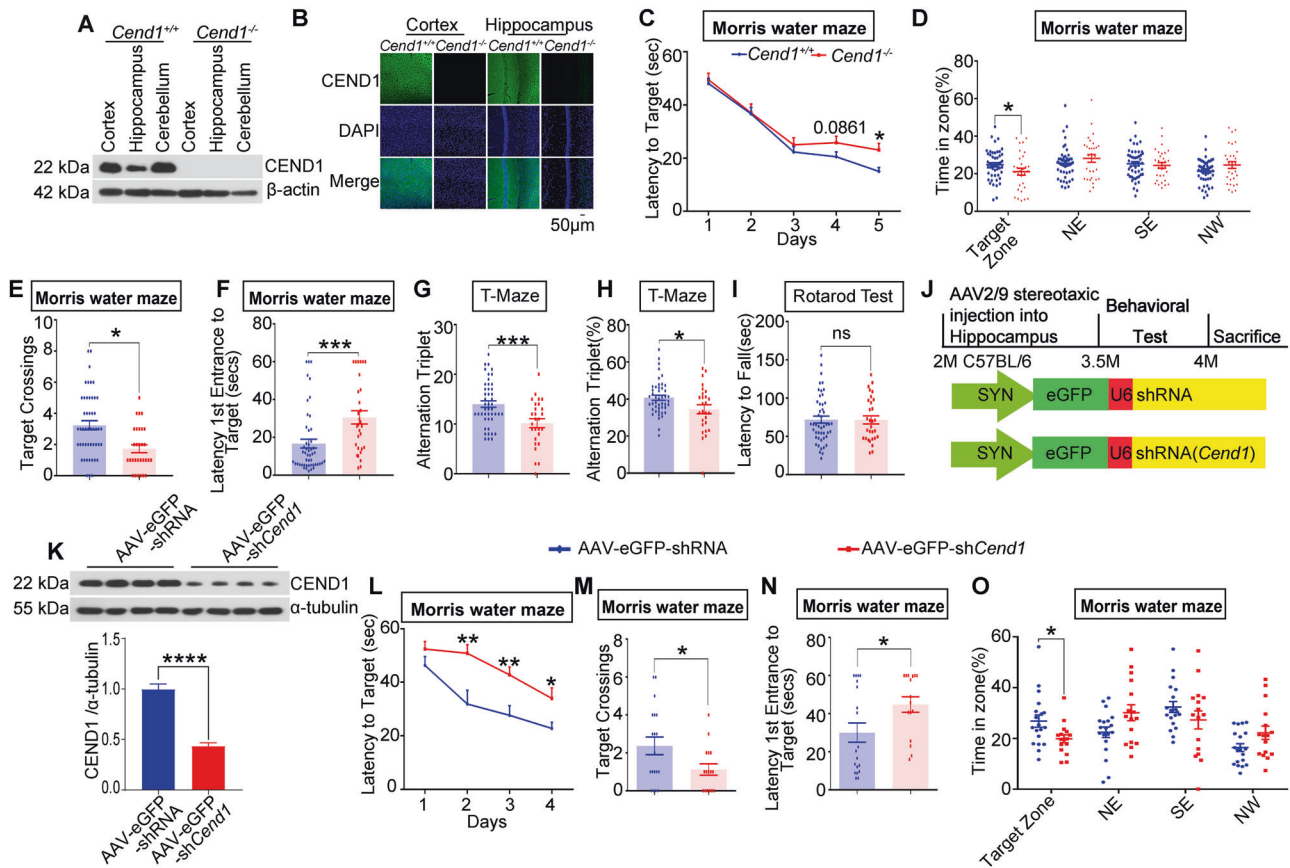 A
Cend1+/+ Cend1-/-
Cortex
Hippocampus
Cerebellum
Cortex
Hippocampus
Cerebellum
22 kDa CEND1
42 kDa β-actin
B
Cortex Hippocampus
Cend1+/+ Cend1-/- Cend1+/+ Cend1-/-
CEND1
DAPI
Merge
50μm
C
Morris water maze
Cend1+/+ Cend1-/-
Latency to Target (sec)
60
40
20
0
0.0861 *
1 2 3 4 5
Days
D
Morris water maze
Time in zone(%)
80
60
40
20
0
*
Target
Zone
NE
SE
NW
E
Morris water maze
Target Crossings
10
8
6
4
2
0
*
F
Morris water maze
Latency 1st Entrance to
Target (secs)
80
60
40
20
0
***
G
T-Maze
Alternation Triplet
30
20
10
0
***
H
T-Maze
Alternation Triplet(%)
80
60
40
20
0
*
I
Rotarod Test
Latency to Fall(sec)
200
150
100
50
0
ns
J
AAV2/9 stereotaxic
injection into
Hippocampus
Behavioral
Test
Sacrifice
2M C57BL/6 3.5M 4M
SYN eGFP U6 shRNA
SYN eGFP U6 shRNA(Cend1)
K
AAV-eGFP
-shRNA
AAV-eGFP
-shCend1
22 kDa CEND1
55 kDa α-tubulin
CEND1 /α-tubulin
1.5
1.0
0.5
0.0
****
AAV-eGFP
-shRNA
AAV-eGFP
-shCend1
AAV-eGFP-shRNA AAV-eGFP-shCend1
L
Morris water maze
Latency to Target (sec)
60
40
20
0
** ** *
1 2 3 4
Days
M
Morris water maze
Target Crossings
8
6
4
2
0
*
N
Morris water maze
Latency 1st Entrance to
Target (secs)
80
60
40
20
0
*
O
Morris water maze
Time in zone(%)
80
60
40
20
0
*
Target Zone
NE
SE
NW